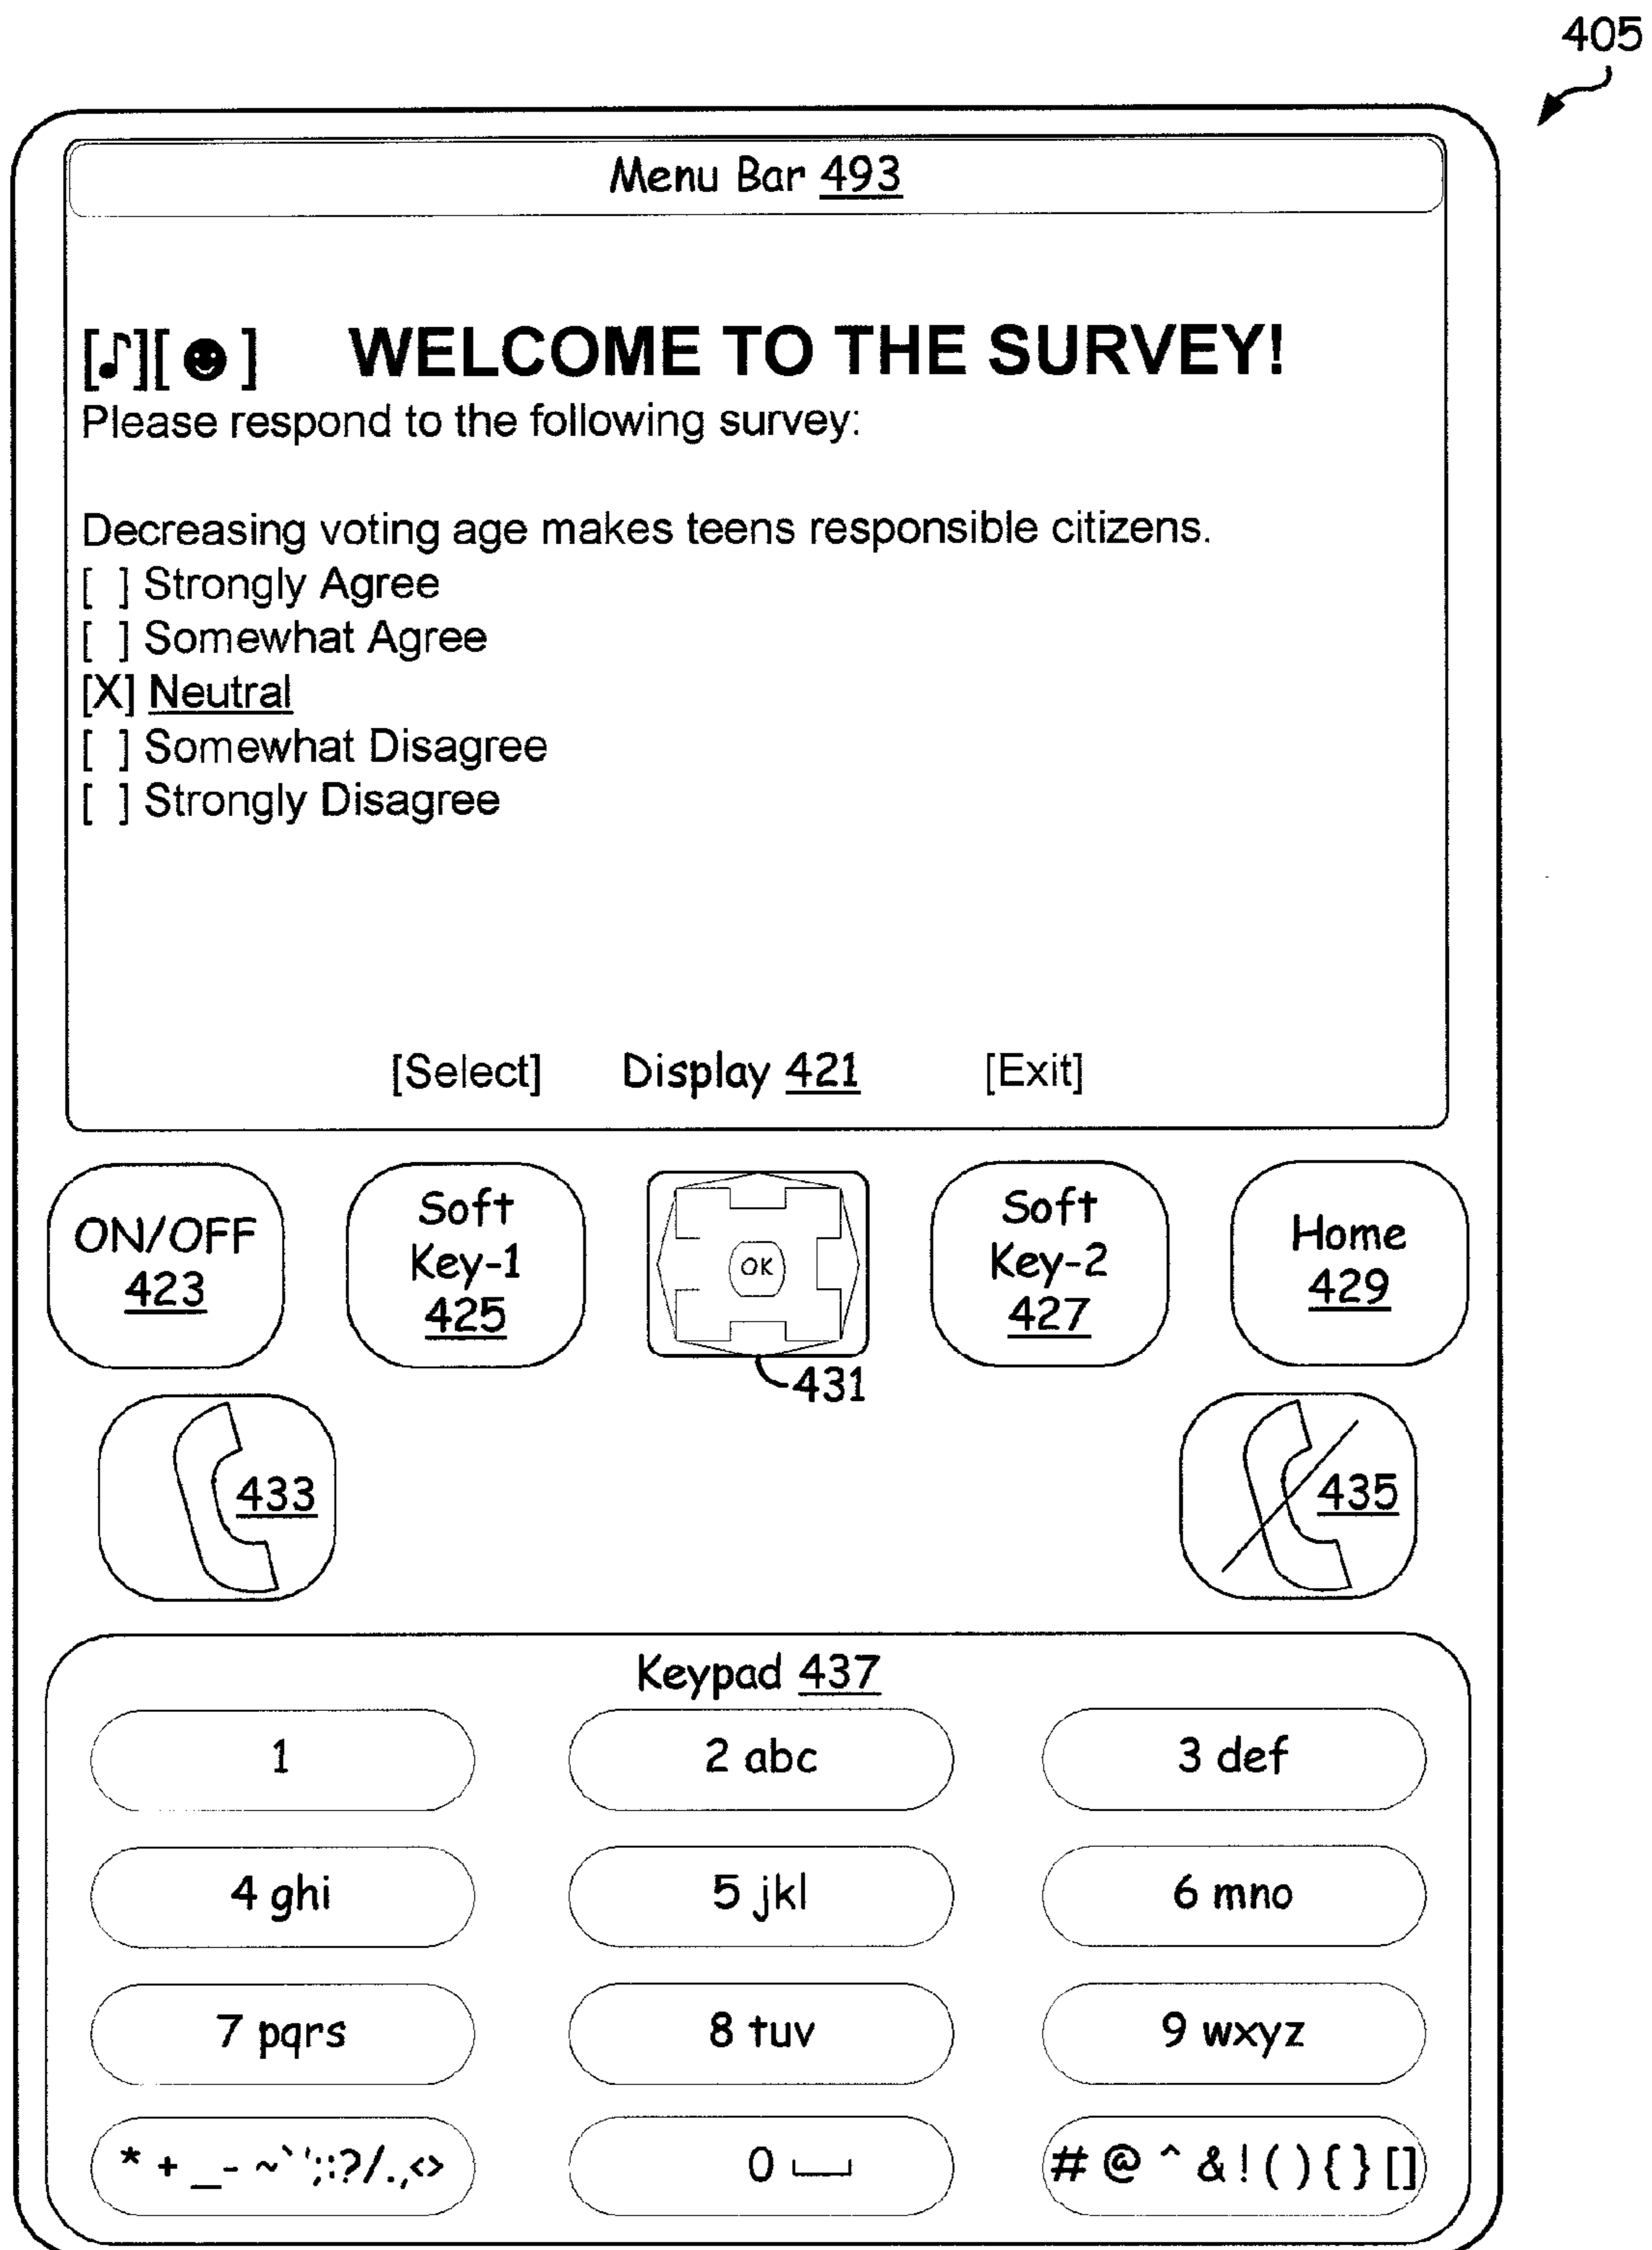 405
Menu Bar 493
[♪][☻] WELCOME TO THE SURVEY!
Please respond to the following survey:
Decreasing voting age makes teens responsible citizens.
[ ] Strongly Agree
[ ] Somewhat Agree
[X] Neutral
[ ] Somewhat Disagree
[ ] Strongly Disagree
[Select] Display 421 [Exit]
ON/OFF
423
Soft
Key-1
425
OK
431
Soft
Key-2
427
Home
429
433
435
Keypad 437
1
2 abc
3 def
4 ghi
5 jkl
6 mno
7 pqrs
8 tuv
9 wxyz
* + _ - ~ ` ' ; : ? / . , < >
0 ⎵
# @ ^ & ! ( ) { } [ ]